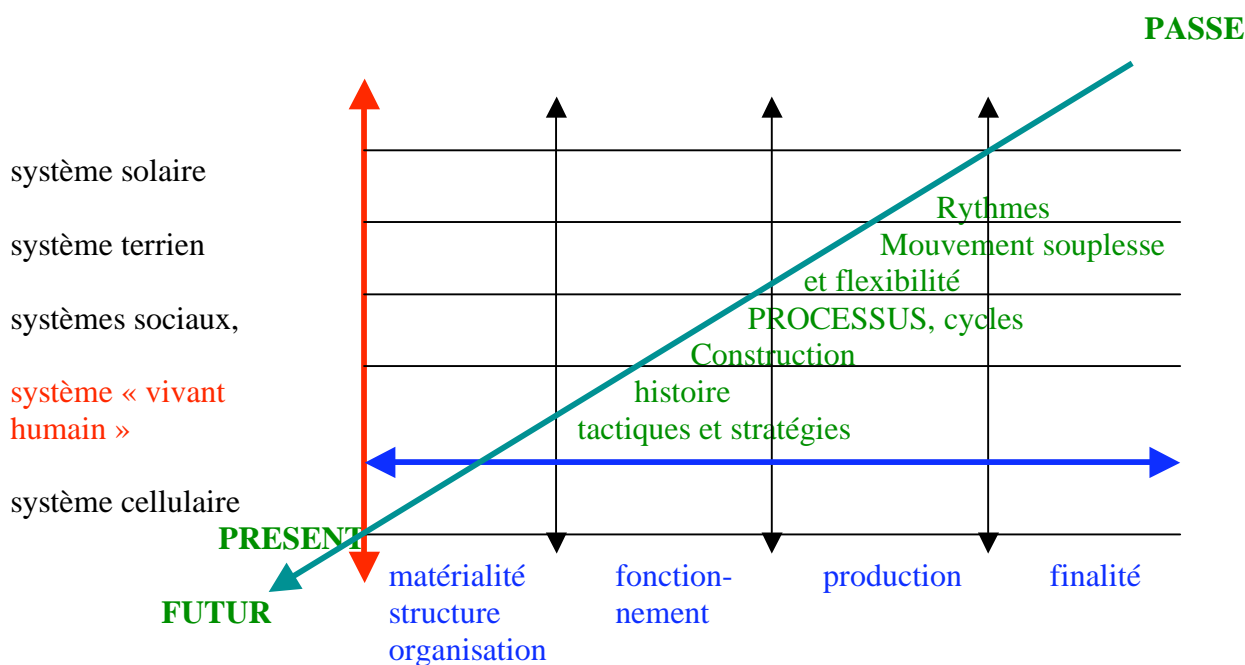 PASSE
système solaire
Rythmes
système terrien
Mouvement souplesse
et flexibilité
systèmes sociaux,
PROCESSUS, cycles
Construction
système « vivant
humain »
histoire
tactiques et stratégies
système cellulaire
PRESENT
FUTUR
matérialité
structure
organisation
fonction-
nement
production
finalité